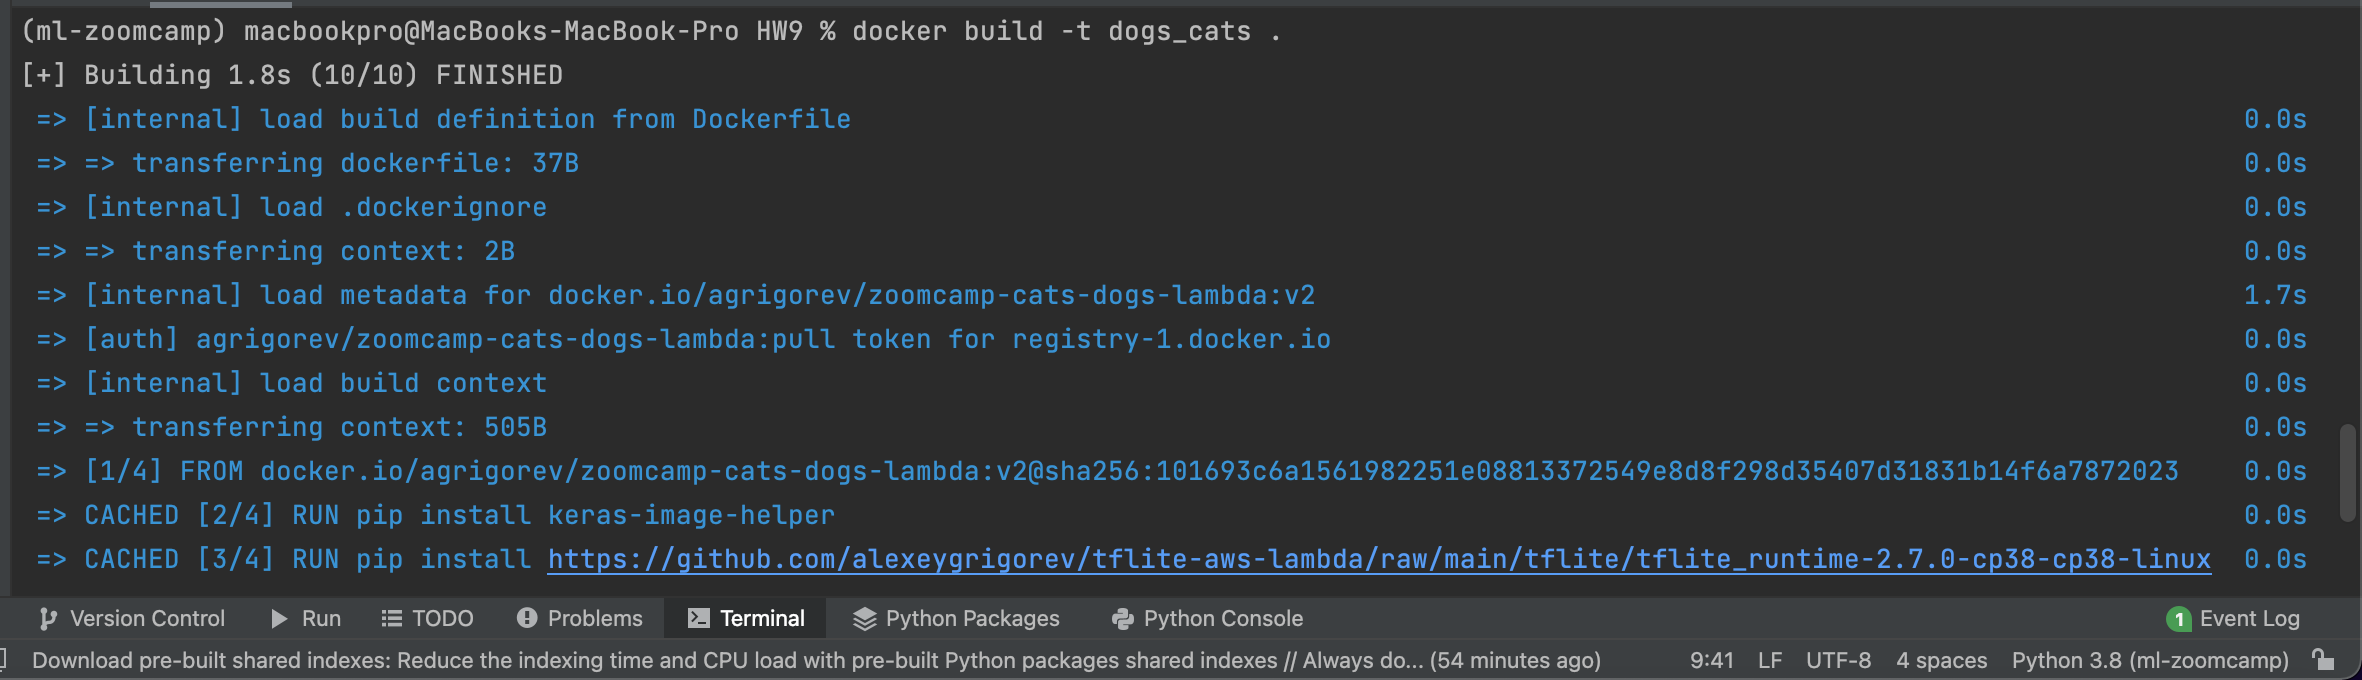 (ml-zoomcamp) macbookpro@MacBooks-MacBook-Pro HW9 % docker build -t dogs_cats .
[+] Building 1.8s (10/10) FINISHED
=> [internal] load build definition from Dockerfile 0.0s
=> => transferring dockerfile: 37B 0.0s
=> [internal] load .dockerignore 0.0s
=> => transferring context: 2B 0.0s
=> [internal] load metadata for docker.io/agrigorev/zoomcamp-cats-dogs-lambda:v2 1.7s
=> [auth] agrigorev/zoomcamp-cats-dogs-lambda:pull token for registry-1.docker.io 0.0s
=> [internal] load build context 0.0s
=> => transferring context: 505B 0.0s
=> [1/4] FROM docker.io/agrigorev/zoomcamp-cats-dogs-lambda:v2@sha256:101693c6a1561982251e08813372549e8d8f298d35407d31831b14f6a7872023 0.0s
=> CACHED [2/4] RUN pip install keras-image-helper 0.0s
=> CACHED [3/4] RUN pip install https://github.com/alexeygrigorev/tflite-aws-lambda/raw/main/tflite/tflite_runtime-2.7.0-cp38-cp38-linux 0.0s
Version Control Run TODO Problems Terminal Python Packages Python Console 1 Event Log
Download pre-built shared indexes: Reduce the indexing time and CPU load with pre-built Python packages shared indexes // Always do... (54 minutes ago) 9:41 LF UTF-8 4 spaces Python 3.8 (ml-zoomcamp)